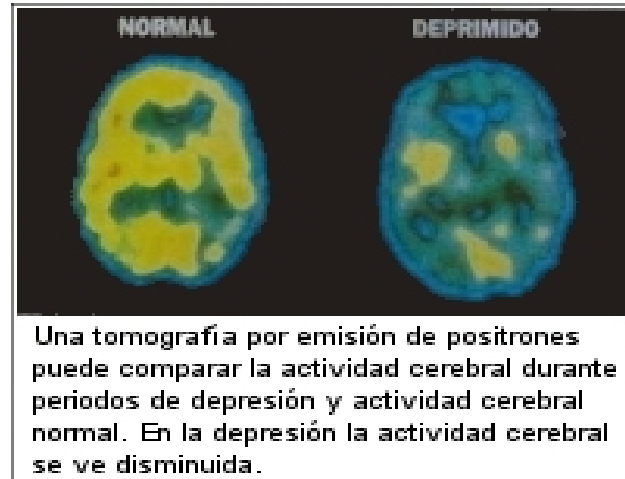 NORMAL DEPRIMIDO
Una tomografía por emisión de positrones
puede comparar la actividad cerebral durante
periodos de depresión y actividad cerebral
normal. En la depresión la actividad cerebral
se ve disminuida.